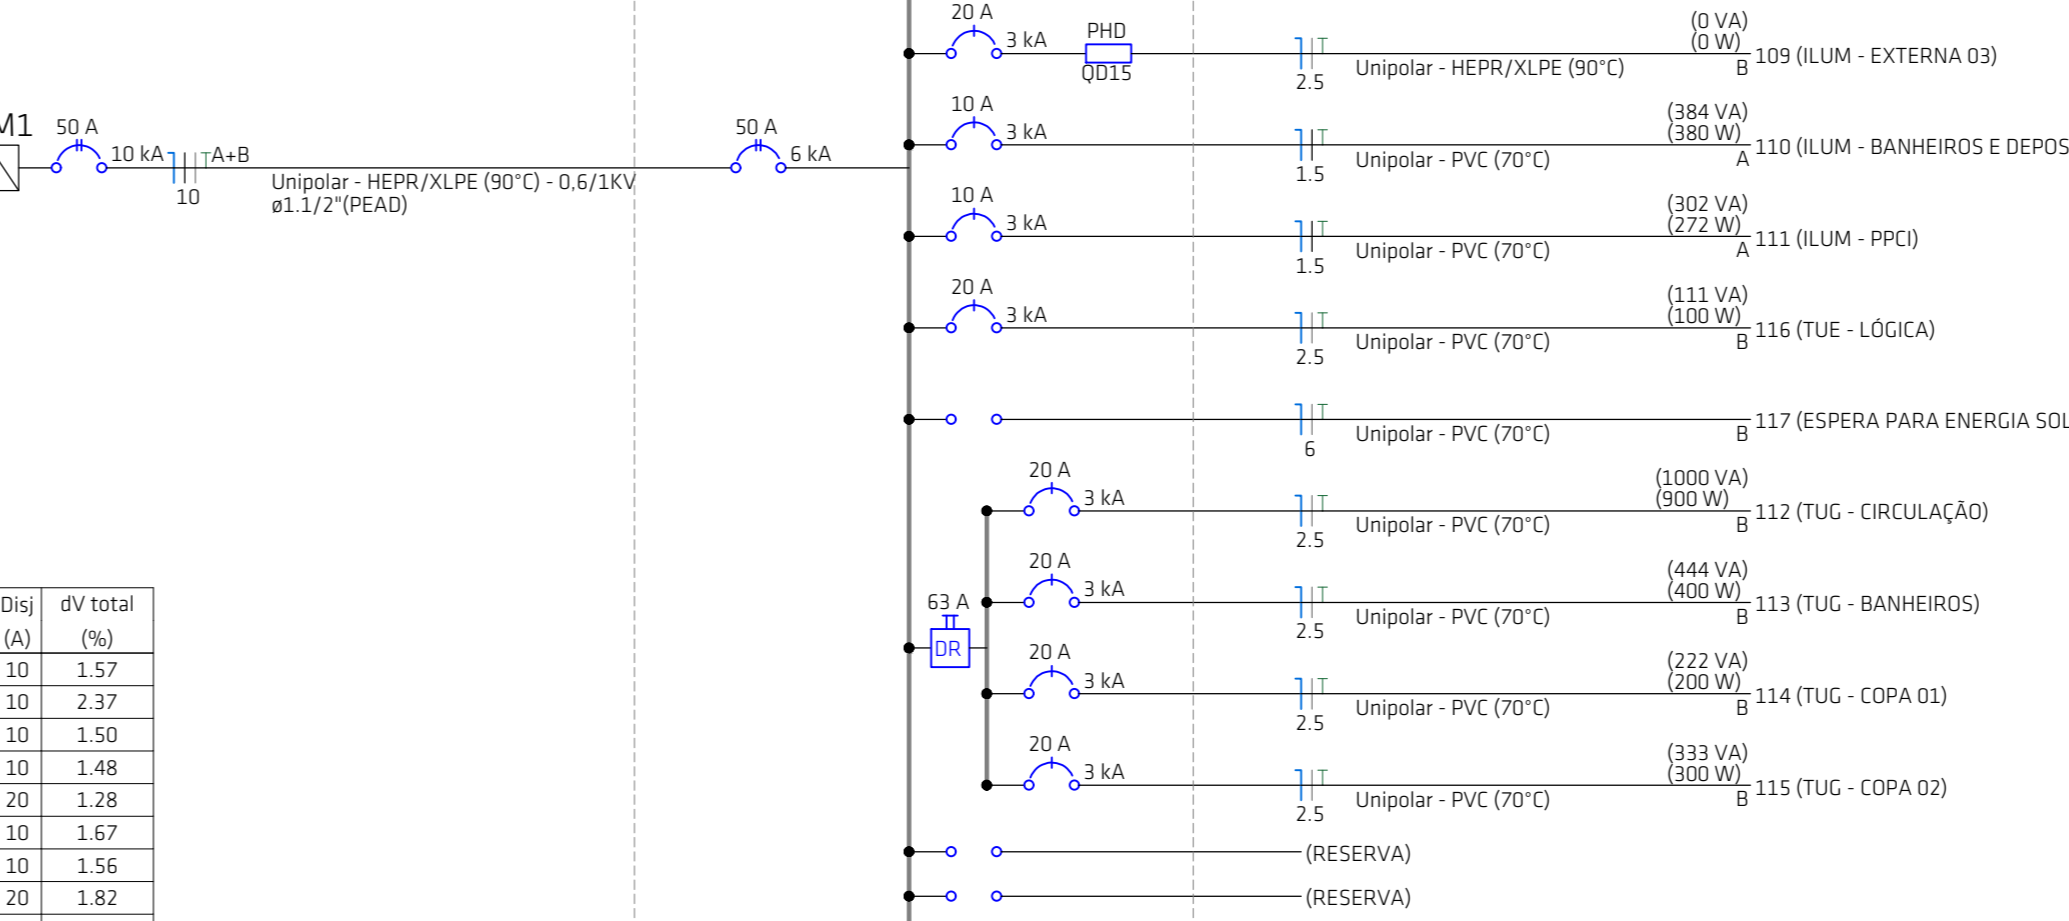 M1
50 A
10 kA
A+B
10
Unipolar - HEPR/XLPE (90°C) - 0,6/1KV
ø1.1/2"(PEAD)
50 A
6 kA
20 A
3 kA
PHD
QD15
2.5
Unipolar - HEPR/XLPE (90°C)
(0 VA)
(0 W)
B
109 (ILUM - EXTERNA 03)
10 A
3 kA
T
1.5
Unipolar - PVC (70°C)
(384 VA)
(380 W)
A
110 (ILUM - BANHEIROS E DEPOS
10 A
3 kA
T
1.5
Unipolar - PVC (70°C)
(302 VA)
(272 W)
A
111 (ILUM - PPCI)
20 A
3 kA
T
2.5
Unipolar - PVC (70°C)
(111 VA)
(100 W)
B
116 (TUE - LÓGICA)
T
6
Unipolar - PVC (70°C)
B
117 (ESPERA PARA ENERGIA SOL
20 A
3 kA
T
2.5
Unipolar - PVC (70°C)
(1000 VA)
(900 W)
B
112 (TUG - CIRCULAÇÃO)
63 A
DR
20 A
3 kA
T
2.5
Unipolar - PVC (70°C)
(444 VA)
(400 W)
B
113 (TUG - BANHEIROS)
20 A
3 kA
T
2.5
Unipolar - PVC (70°C)
(222 VA)
(200 W)
B
114 (TUG - COPA 01)
20 A
3 kA
T
2.5
Unipolar - PVC (70°C)
(333 VA)
(300 W)
B
115 (TUG - COPA 02)
(RESERVA)
(RESERVA)
Disj dV total
(A) (%)
10 1.57
10 2.37
10 1.50
10 1.48
20 1.28
10 1.67
10 1.56
20 1.82